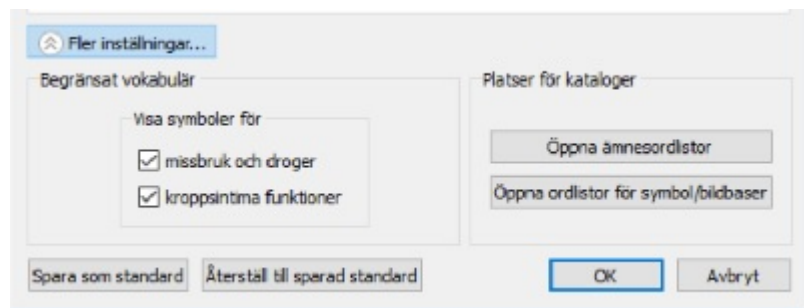 Fler inställningar...
Begränsat vokabulär
Visa symboler för
missbruk och droger
kroppsintima funktioner
Platser för kataloger
Öppna ämnesordlistor
Öppna ordlistor för symbol/bildbaser
Spara som standard
Återställ till sparad standard
OK
Avbryt